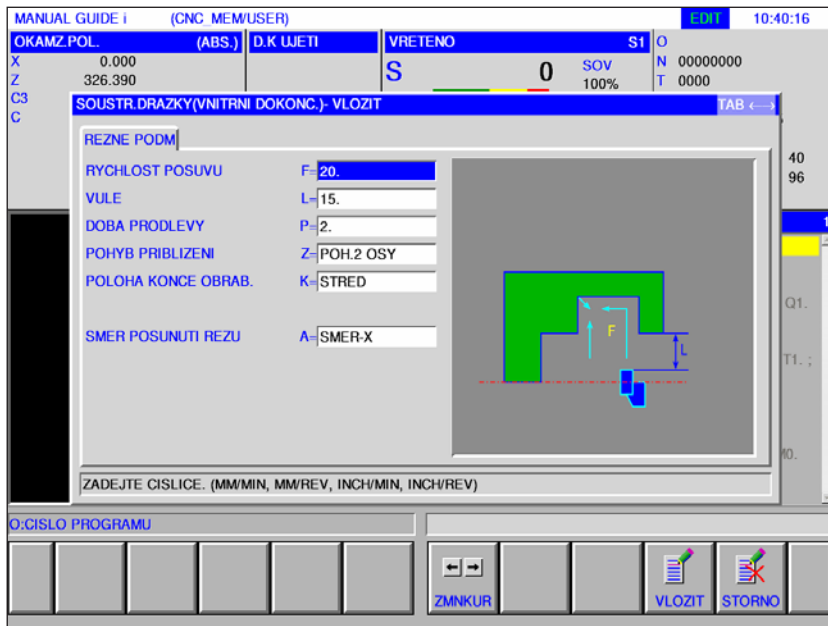 MANUAL GUIDE i (CNC_MEM/USER) EDIT 10:40:16
OKAMZ.POL. (ABS.) D.K UJETI VRETENO S1 O
X 0.000 S 0 SOV N 00000000
Z 326.390 100% T 0000
C3
C
SOUSTR.DRAZKY(VNITRNI DOKONC.)- VLOZIT TAB ←→
REZNE PODM
40
96
RYCHLOST POSUVU F= 20.
VULE L= 15.
DOBA PRODLEVY P= 2.
POHYB PRIBLIZENI Z= POH.2 OSY
POLOHA KONCE OBRAB. K= STRED
SMER POSUNUTI REZU A= SMER-X
F
L
Q1.
T1. ;
M0.
ZADEJTE CISLICE. (MM/MIN, MM/REV, INCH/MIN, INCH/REV)
O:CISLO PROGRAMU
ZMNKUR VLOZIT STORNO